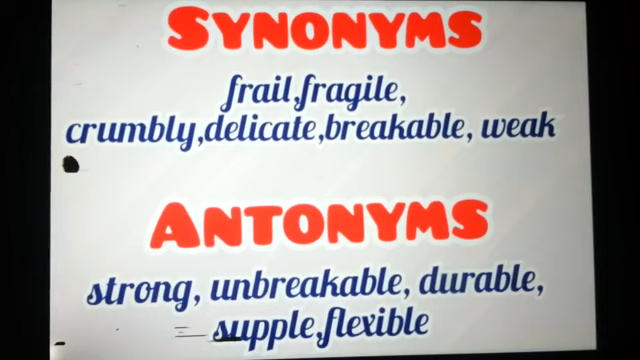 SYNONYMS
frail,fragile,
crumbly,delicate,breakable, weak
ANTONYMS
strong, unbreakable, durable,
supple,flexible